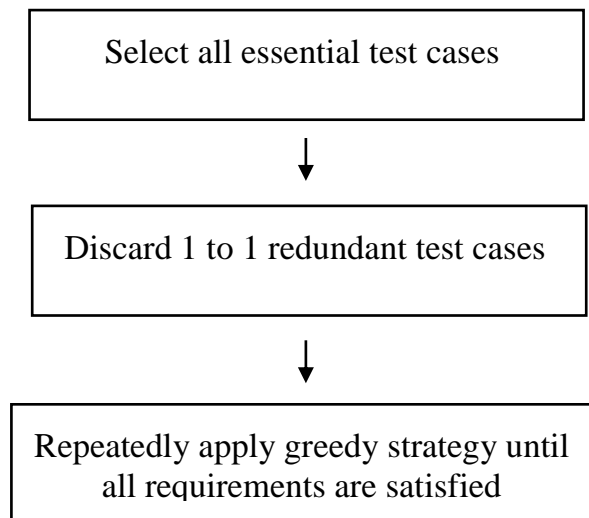 Select all essential test cases
Discard 1 to 1 redundant test cases
Repeatedly apply greedy strategy until
all requirements are satisfied